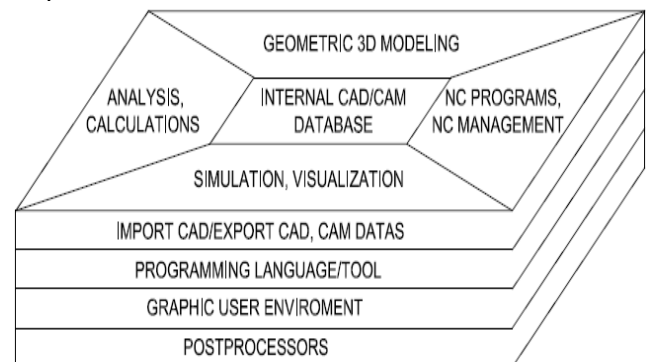 GEOMETRIC 3D MODELING
ANALYSIS,
CALCULATIONS
INTERNAL CAD/CAM
DATABASE
NC PROGRAMS,
NC MANAGEMENT
SIMULATION, VISUALIZATION
IMPORT CAD/EXPORT CAD, CAM DATAS
PROGRAMMING LANGUAGE/TOOL
GRAPHIC USER ENVIROMENT
POSTPROCESSORS